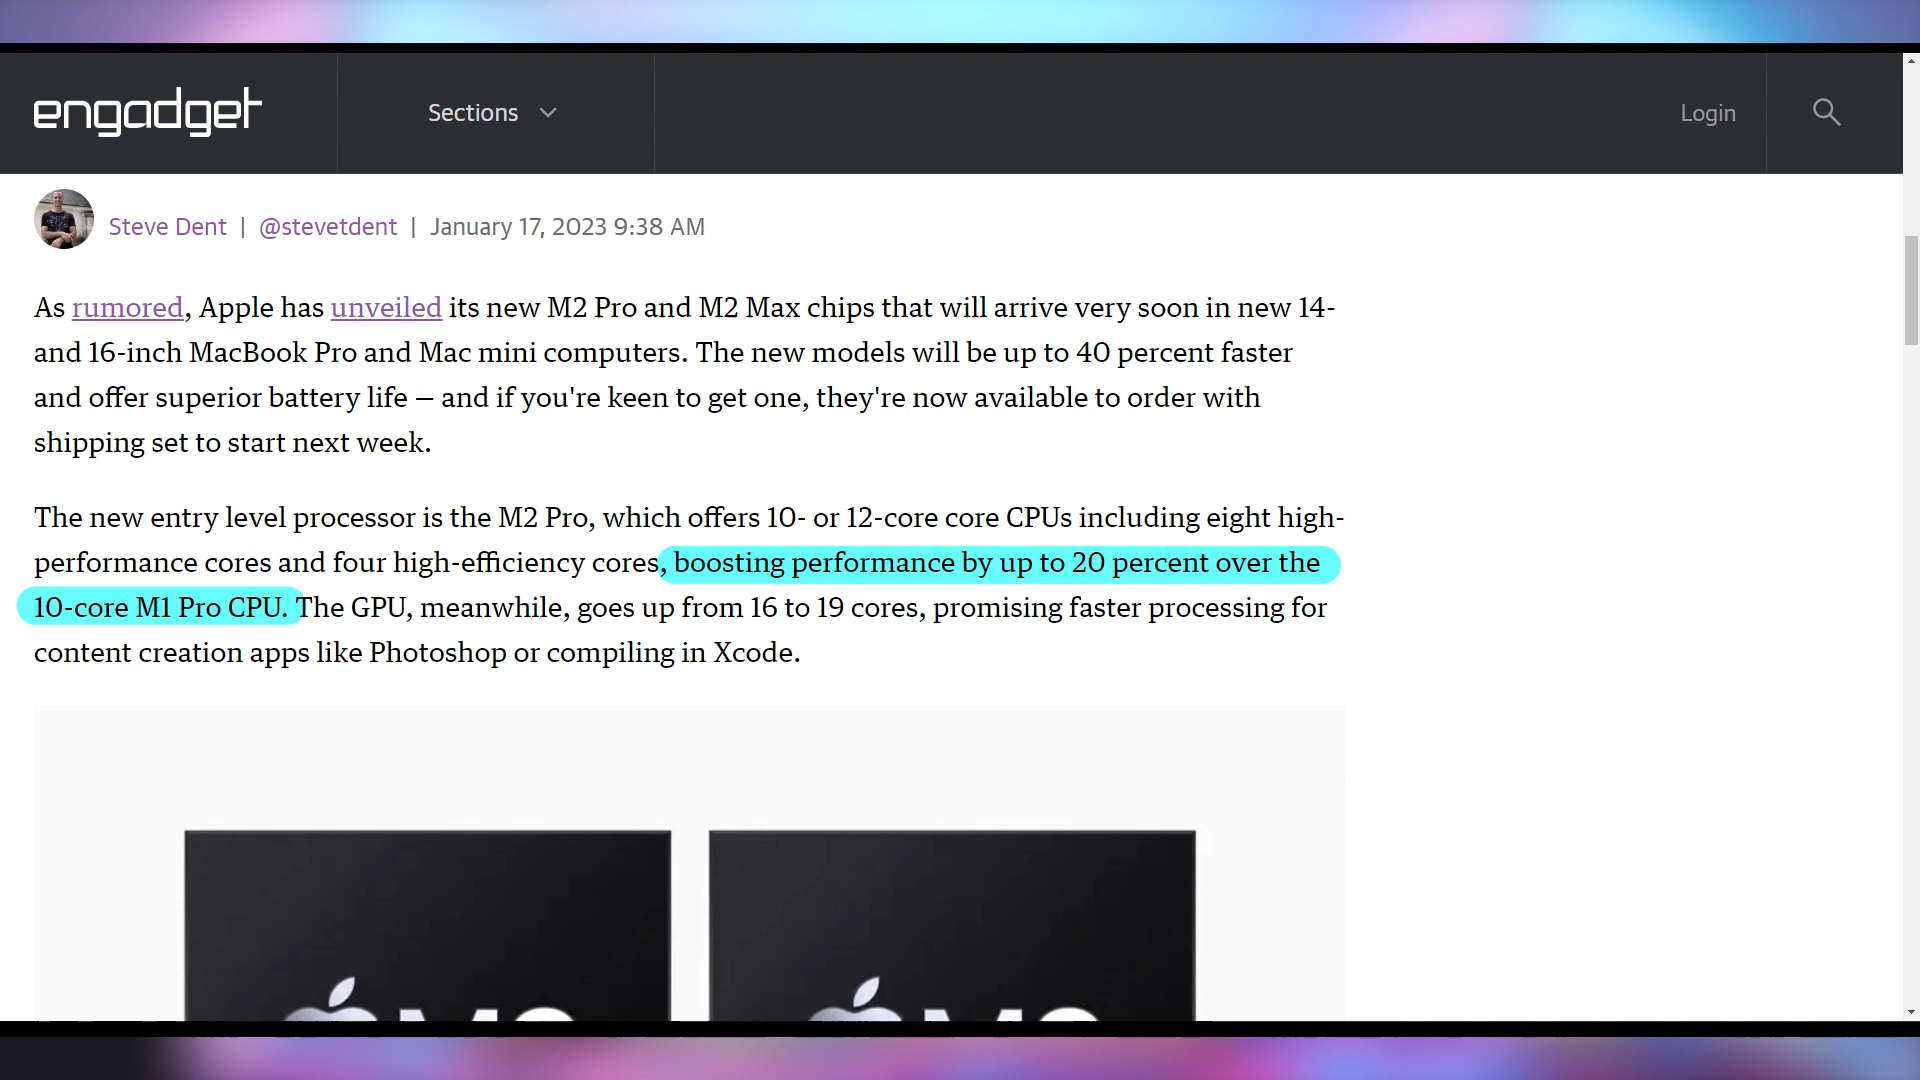 engadget
Sections
Login
Steve Dent | @stevetdent | January 17, 2023 9:38 AM
As rumored, Apple has unveiled its new M2 Pro and M2 Max chips that will arrive very soon in new 14-
and 16-inch MacBook Pro and Mac mini computers. The new models will be up to 40 percent faster
and offer superior battery life — and if you're keen to get one, they're now available to order with
shipping set to start next week.
The new entry level processor is the M2 Pro, which offers 10- or 12-core core CPUs including eight high-
performance cores and four high-efficiency cores, boosting performance by up to 20 percent over the
10-core M1 Pro CPU. The GPU, meanwhile, goes up from 16 to 19 cores, promising faster processing for
content creation apps like Photoshop or compiling in Xcode.